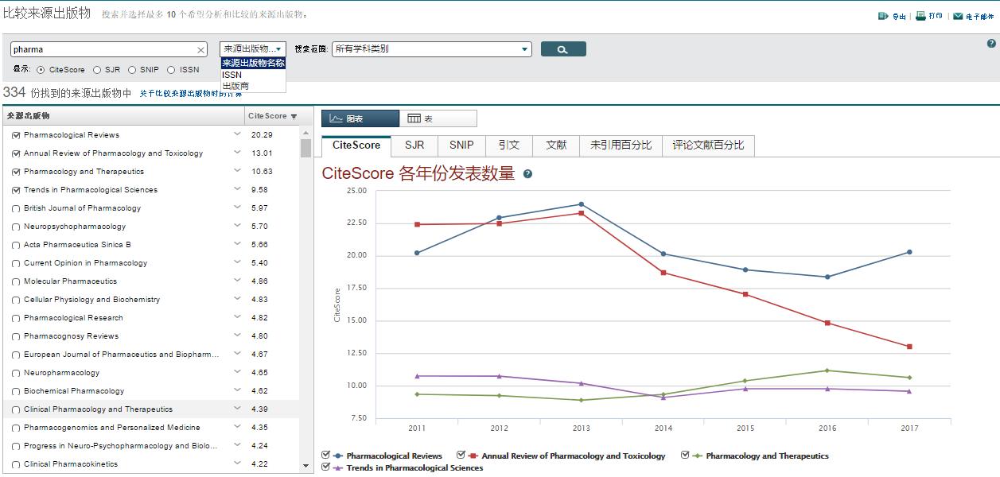 比较来源出版物 搜索并选择最多 10 个希望分析和比较的来源出版物。 导出 打印 电子邮件
pharma 来源出版物... 搜索范围: 所有学科类别
来源出版物名称
显示: CiteScore SJR SNIP ISSN ISSN
出版商
334 份找到的来源出版物中 关于比较来源出版物时的计算
来源出版物 CiteScore
图表 表
Pharmacological Reviews 20.29
Annual Review of Pharmacology and Toxicology 13.01
Pharmacology and Therapeutics 10.63
Trends in Pharmacological Sciences 9.58
British Journal of Pharmacology 5.97
Neuropsychopharmacology 5.70
Acta Pharmaceutica Sinica B 5.66
Current Opinion in Pharmacology 5.40
Molecular Pharmaceutics 4.86
Cellular Physiology and Biochemistry 4.83
Pharmacological Research 4.82
Pharmacognosy Reviews 4.80
European Journal of Pharmaceutics and Biopharm... 4.67
Neuropharmacology 4.65
Biochemical Pharmacology 4.62
Clinical Pharmacology and Therapeutics 4.39
Pharmacogenomics and Personalized Medicine 4.35
Progress in Neuro-Psychopharmacology and Biolo... 4.24
Clinical Pharmacokinetics 4.22
CiteScore SJR SNIP 引文 文献 未引用百分比 评论文献百分比
CiteScore 各年份发表数量
25.00
22.50
20.00
17.50
15.00
12.50
10.00
7.50
CiteScore
2011 2012 2013 2014 2015 2016 2017
Pharmacological Reviews Annual Review of Pharmacology and Toxicology Pharmacology and Therapeutics
Trends in Pharmacological Sciences